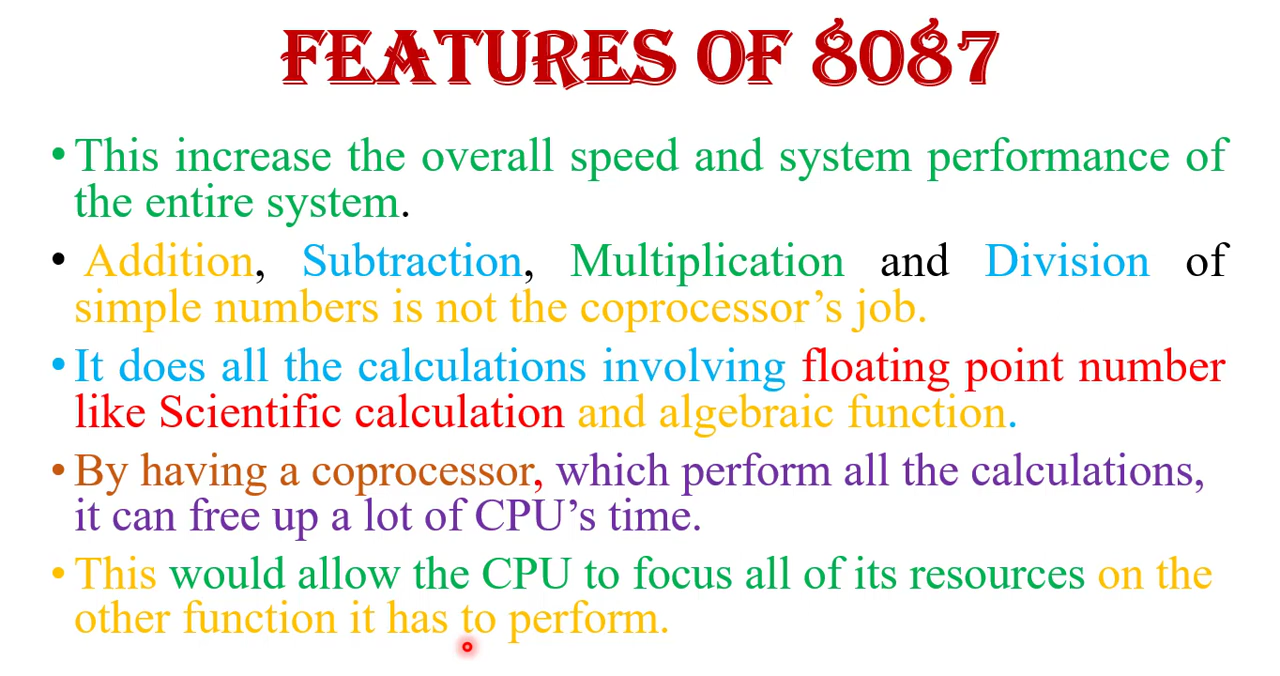 FEATURES OF 8087
• This increase the overall speed and system performance of
the entire system.
• Addition, Subtraction, Multiplication and Division of
simple numbers is not the coprocessor’s job.
• It does all the calculations involving floating point number
like Scientific calculation and algebraic function.
• By having a coprocessor, which perform all the calculations,
it can free up a lot of CPU’s time.
• This would allow the CPU to focus all of its resources on the
other function it has to perform.